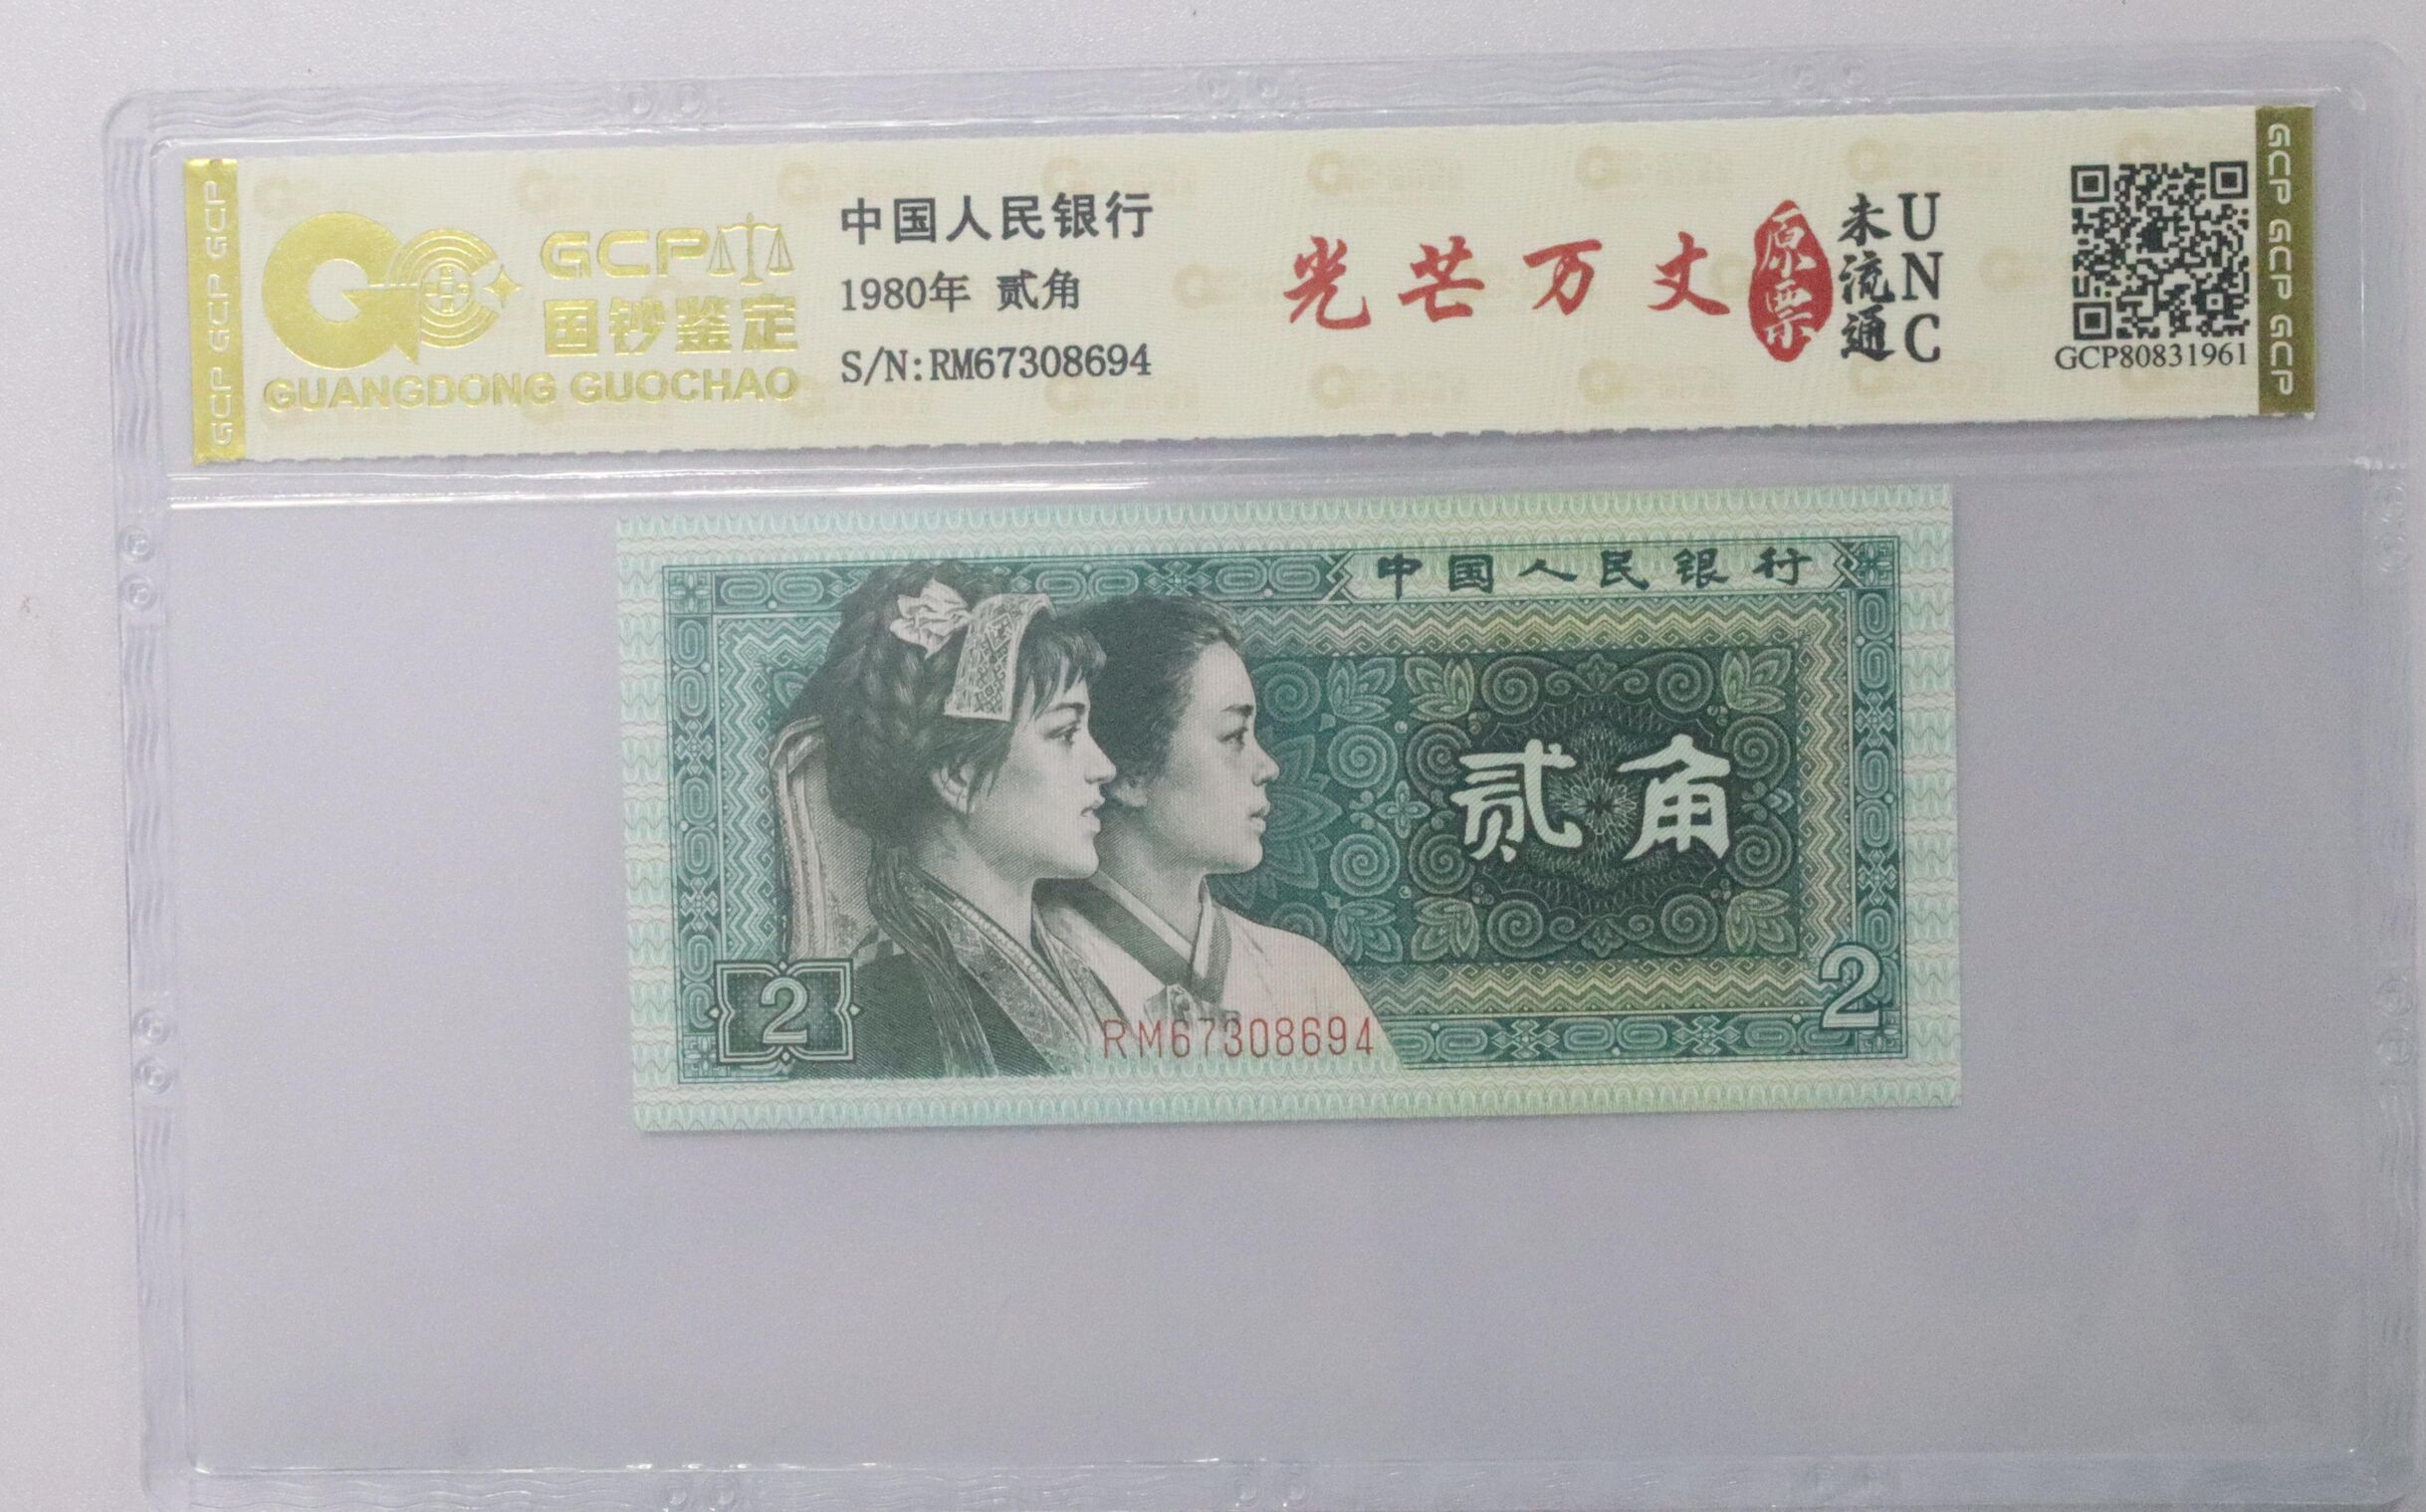 GCP GCP GCP
GCP
国钞鉴定
GUANGDONG GUOCHAO
中国人民银行
1980年 贰角
S/N:RM67308694
光芒万丈
原票
未流通
UNC
GCP80831961
GCP GCP GCP
中国人民银行
贰角
2
2
RM67308694